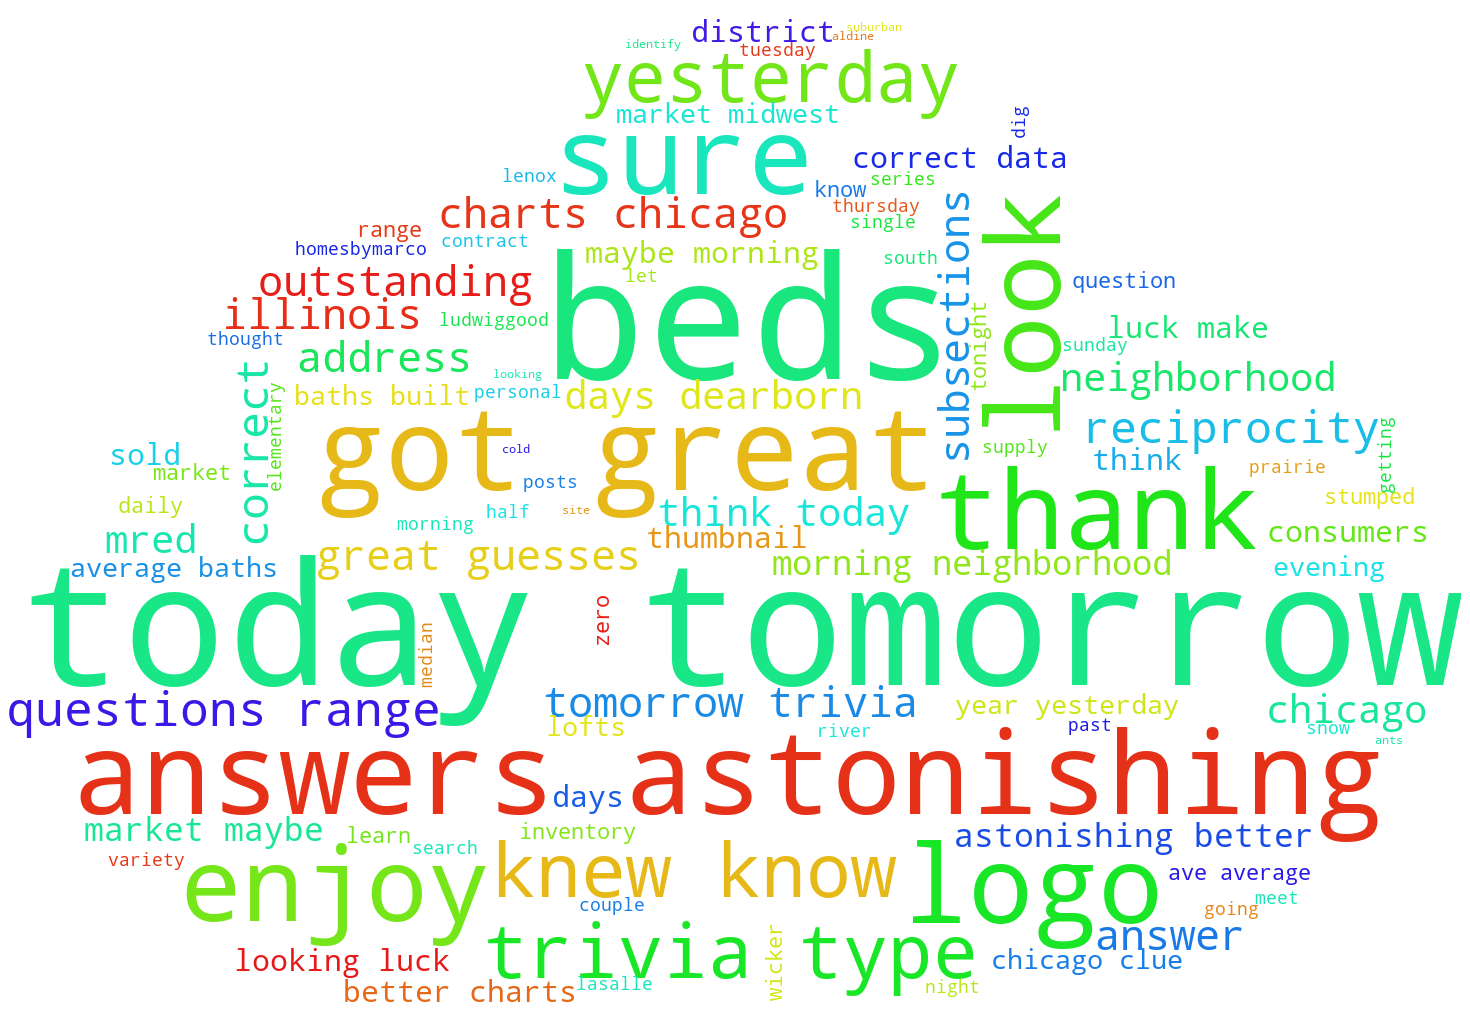 suburban
district
aldine
identify
tuesday
yesterday
market midwest
dig
sure
correct data
lenox
series
know
subsections
look
thursday
charts chicago
single
range
contract
homesbymarco
maybe morning
south
let
outstanding
beds
question
illinois
ludwiggood
tonight
luck make
thought
address
sunday
correct
looking
neighborhood
elementary
baths built
personal
days dearborn
got great
reciprocity
getting
sold
cold
supply
think
market
prairie
posts
thank
stumped
daily
half
site
think today
morning
mred
thumbnail
consumers
great guesses
morning neighborhood
average baths
evening
today
tomorrow
zero
median
questions range
tomorrow trivia
year yesterday
chicago
lofts
river
past
snow
ants
answers astonishing
days
market maybe
learn
inventory
astonishing better
search
variety
enjoy
knew know
logo
ave average
couple
going
meet
trivia type
wicker
answer
looking luck
chicago clue
better charts
lasalle
night